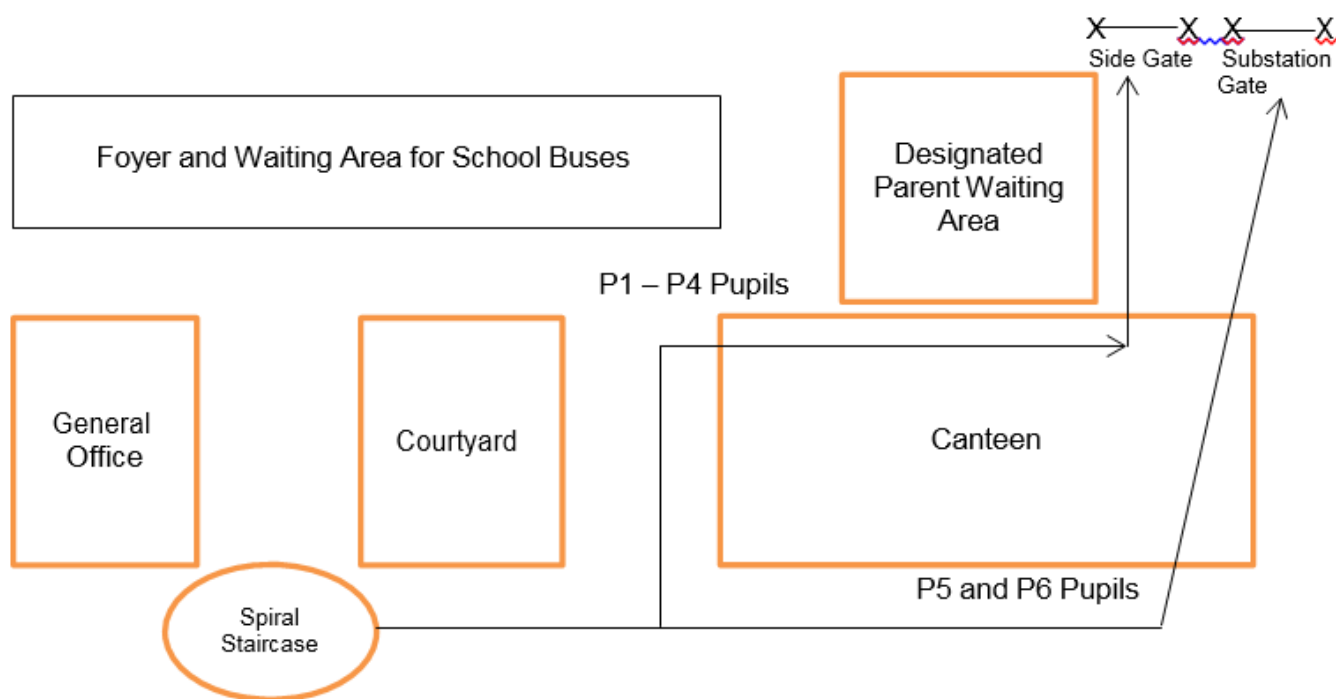 X X X X
Side Gate
Substation
Gate
Foyer and Waiting Area for School Buses
Designated
Parent Waiting
Area
P1 – P4 Pupils
General
Office
Courtyard
Canteen
P5 and P6 Pupils
Spiral
Staircase